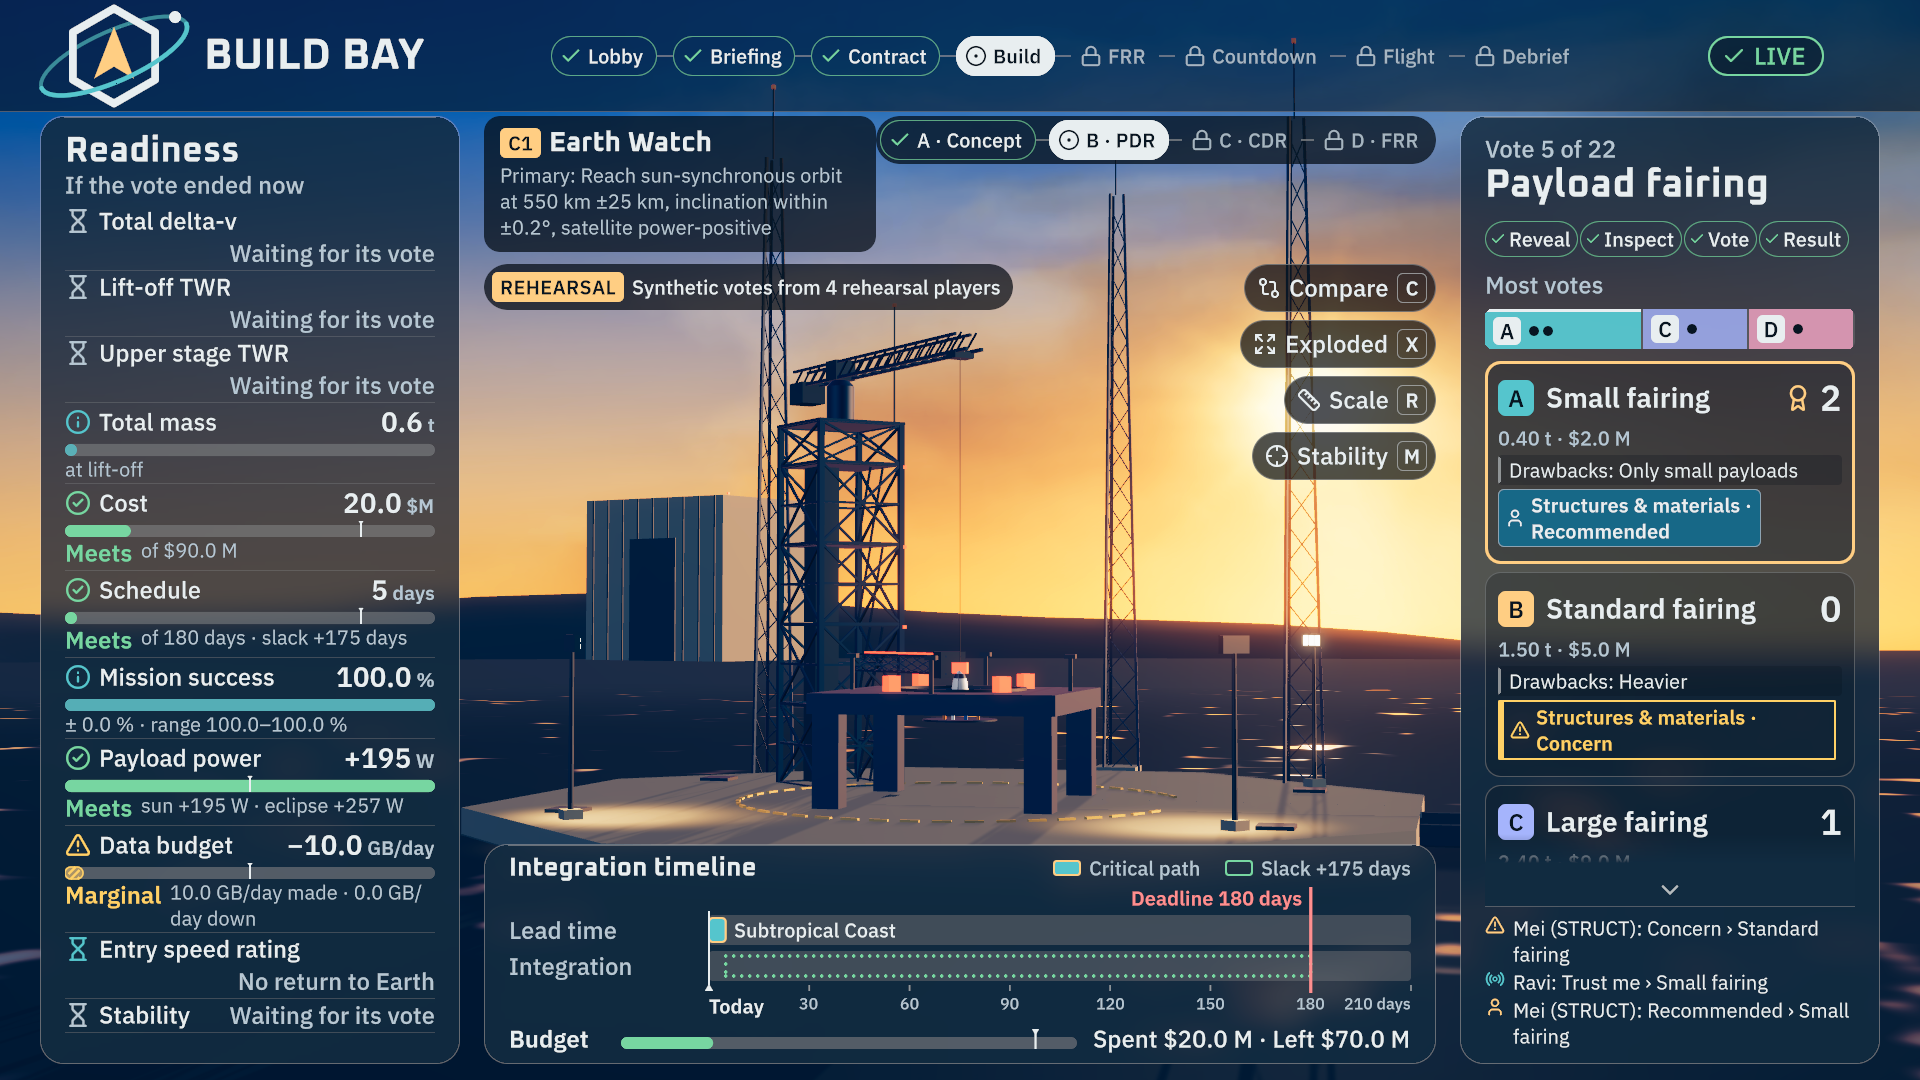 BUILD BAY
Lobby
Briefing
Contract
Build
FRR
Countdown
Flight
Debrief
LIVE
Readiness
If the vote ended now
Total delta-v
Waiting for its vote
Lift-off TWR
Waiting for its vote
Upper stage TWR
Waiting for its vote
Total mass 0.6 t
at lift-off
Cost 20.0 $M
Meets of $90.0 M
Schedule 5 days
Meets of 180 days · slack +175 days
Mission success 100.0 %
± 0.0 % · range 100.0–100.0 %
Payload power +195 W
Meets sun +195 W · eclipse +257 W
Data budget −10.0 GB/day
Marginal 10.0 GB/day made · 0.0 GB/
day down
Entry speed rating
No return to Earth
Stability Waiting for its vote
C1 Earth Watch
Primary: Reach sun-synchronous orbit
at 550 km ±25 km, inclination within
±0.2°, satellite power-positive
A · Concept
B · PDR
C · CDR
D · FRR
REHEARSAL Synthetic votes from 4 rehearsal players
Compare C
Exploded X
Scale R
Stability M
Integration timeline
Critical path
Slack +175 days
Deadline 180 days
Lead time Subtropical Coast
Integration
Today 30 60 90 120 150 180 210 days
Budget Spent $20.0 M · Left $70.0 M
Vote 5 of 22
Payload fairing
Reveal
Inspect
Vote
Result
Most votes
A C D
A Small fairing 2
0.40 t · $2.0 M
Drawbacks: Only small payloads
Structures & materials ·
Recommended
B Standard fairing 0
1.50 t · $5.0 M
Drawbacks: Heavier
Structures & materials ·
Concern
C Large fairing 1
Mei (STRUCT): Concern › Standard
fairing
Ravi: Trust me › Small fairing
Mei (STRUCT): Recommended › Small
fairing